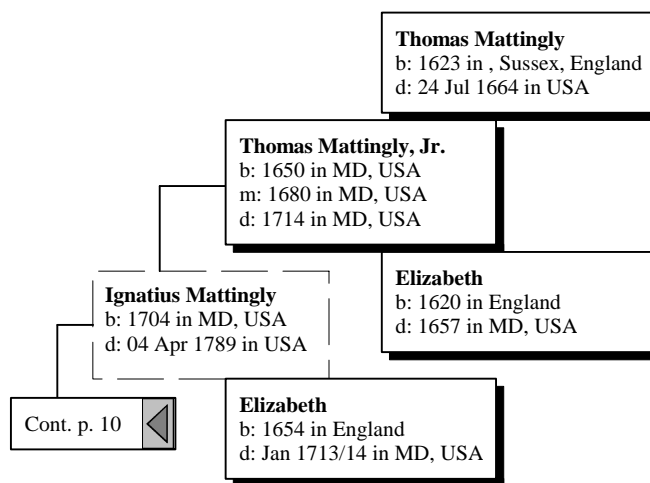 Thomas Mattingly
b: 1623 in , Sussex, England
d: 24 Jul 1664 in USA
Thomas Mattingly, Jr.
b: 1650 in MD, USA
m: 1680 in MD, USA
d: 1714 in MD, USA
Elizabeth
b: 1620 in England
d: 1657 in MD, USA
Ignatius Mattingly
b: 1704 in MD, USA
d: 04 Apr 1789 in USA
Elizabeth
b: 1654 in England
d: Jan 1713/14 in MD, USA
Cont. p. 10